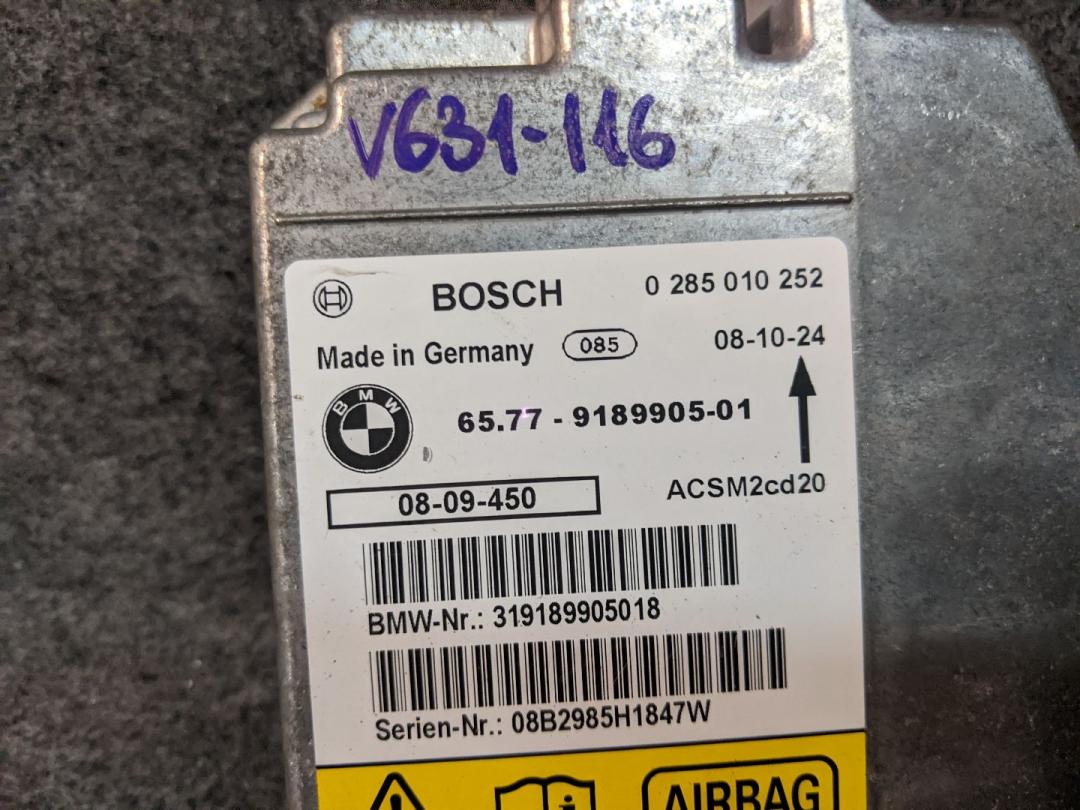 V631-116
BOSCH 0 285 010 252
Made in Germany 085 08-10-24
BMW 65.77 - 9189905-01
08-09-450 ACSM2cd20
BMW-Nr.: 319189905018
Serien-Nr.: 08B2985H1847W
AIRBAG